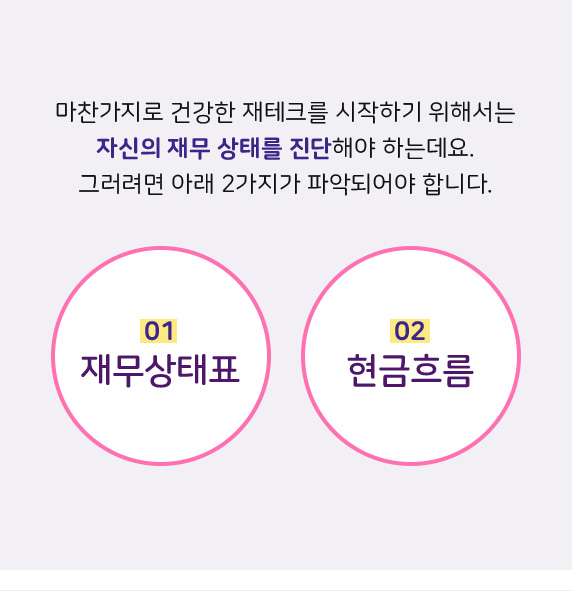 마찬가지로 건강한 재테크를 시작하기 위해서는
자신의 재무 상태를 진단해야 하는데요.
그러려면 아래 2가지가 파악되어야 합니다.
01
재무상태표
02
현금흐름